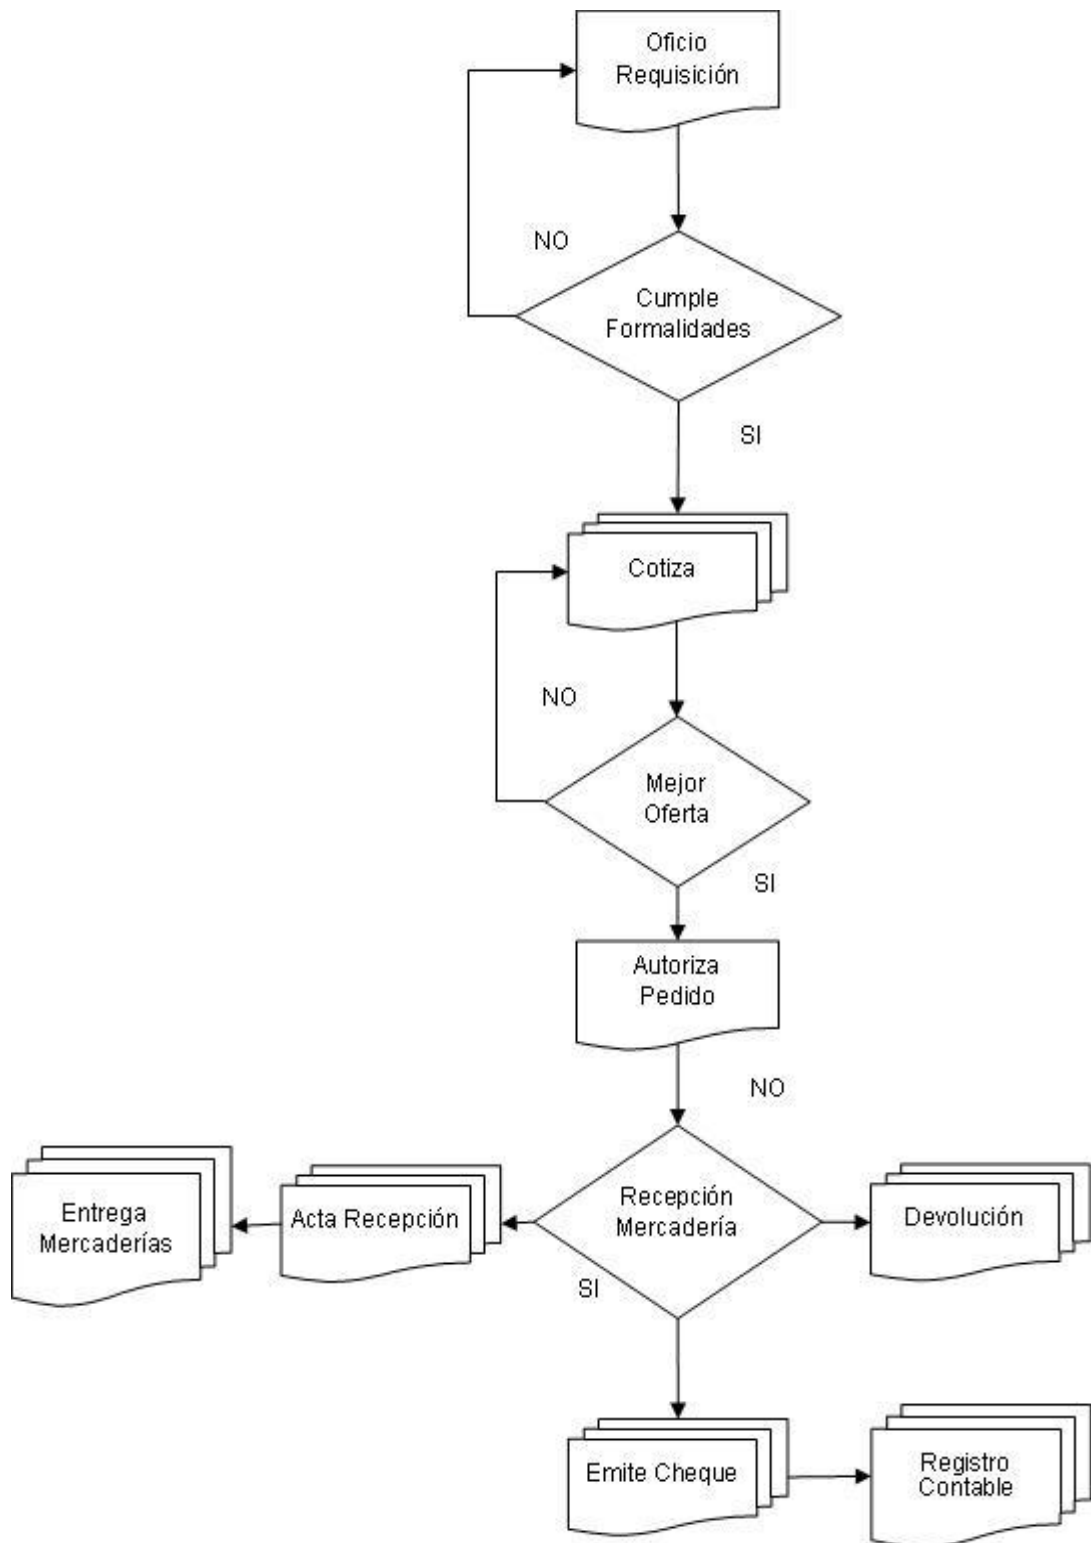 Oficio
Requisición
NO
Cumple
Formalidades
SI
Cotiza
NO
Mejor
Oferta
SI
Autoriza
Pedido
NO
Entrega
Mercaderías
Acta Recepción
Recepción
Mercadería
Devolución
SI
Emite Cheque
Registro
Contable